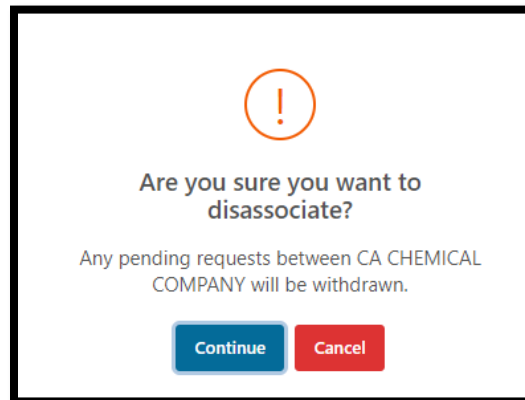 !
Are you sure you want to
disassociate?
Any pending requests between CA CHEMICAL
COMPANY will be withdrawn.
Continue Cancel